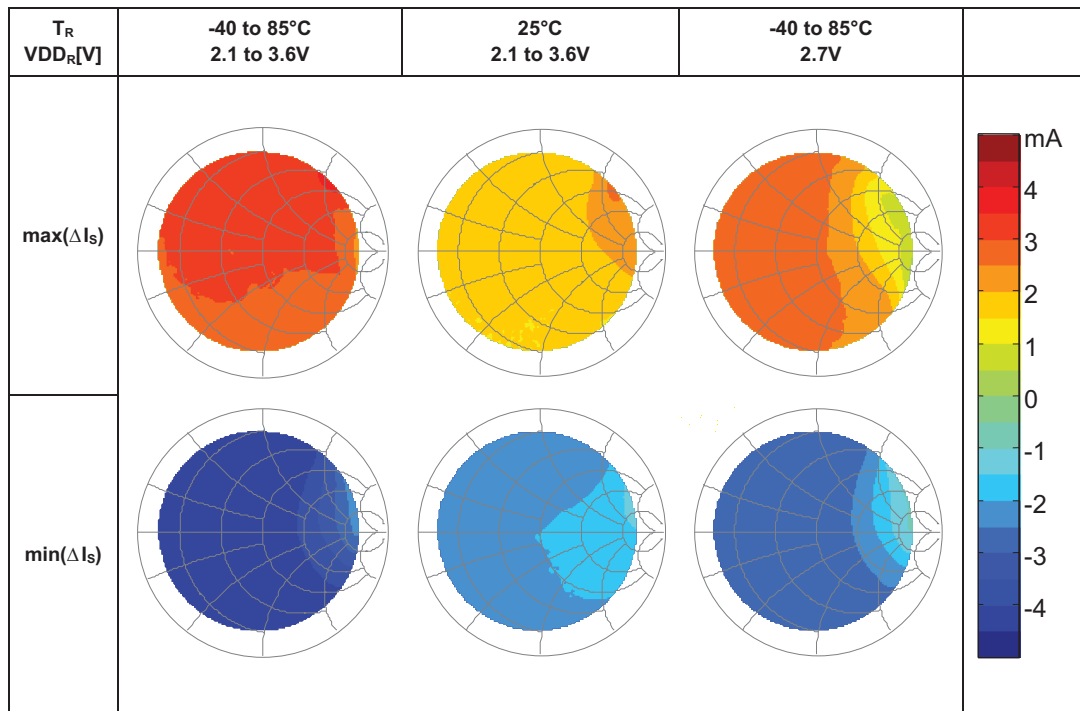 T_R
VDD_R[V]
-40 to 85°C
2.1 to 3.6V
25°C
2.1 to 3.6V
-40 to 85°C
2.7V
max(ΔI_S)
min(ΔI_S)
mA
4
3
2
1
0
-1
-2
-3
-4